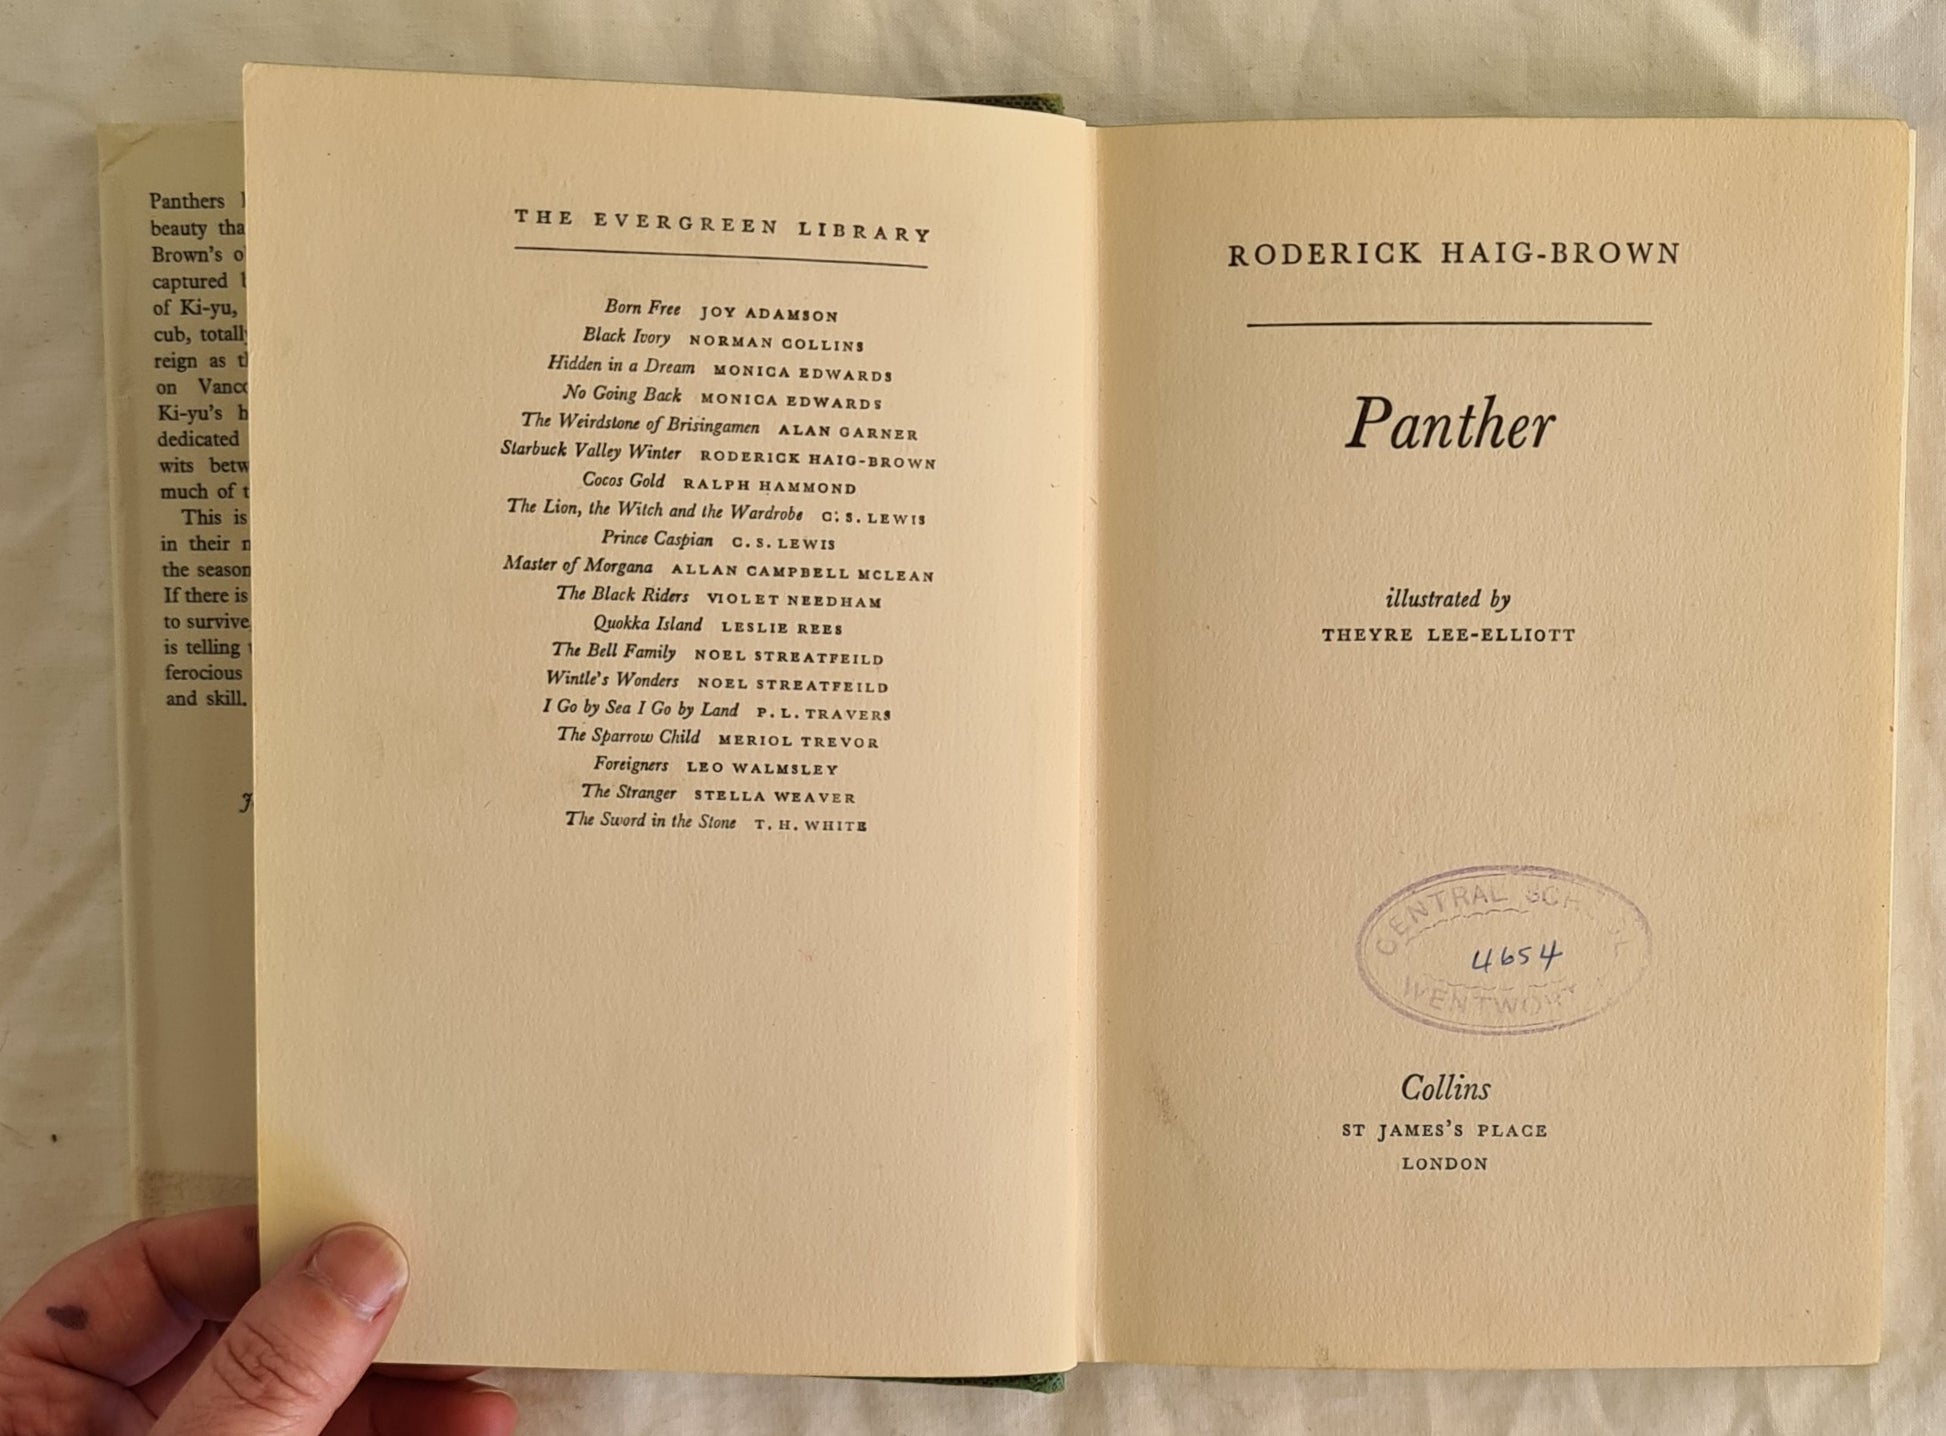 Panthers
beauty tha
Brown's o
captured
of Ki-yu,
cub, totall
reign as t
on Vanco
Ki-yu's h
dedicated
wits betw
much of t
This is
in their
the season
If there is
to survive
is telling
ferocious
and skill.
THE EVERGREEN LIBRARY
Born Free JOY ADAMSON
Black Ivory NORMAN COLLINS
Hidden in a Dream MONICA EDWARDS
No Going Back MONICA EDWARDS
The Weirdstone of Brisingamen ALAN GARNER
Starbuck Valley Winter RODERICK HAIG-BROWN
Cocos Gold RALPH HAMMOND
The Lion, the Witch and the Wardrobe C. S. LEWIS
Prince Caspian C. S. LEWIS
Master of Morgana ALLAN CAMPBELL MCLEAN
The Black Riders VIOLET NEEDHAM
Quokka Island LESLIE REES
The Bell Family NOEL STREATFEILD
Wintle's Wonders NOEL STREATFEILD
I Go by Sea I Go by Land P. L. TRAVERS
The Sparrow Child MERIOL TREVOR
Foreigners LEO WALMSLEY
The Stranger STELLA WEAVER
The Sword in the Stone T. H. WHITE
RODERICK HAIG-BROWN
Panther
illustrated by
THEYRE LEE-ELLIOTT
CENTRAL SCHOOL
4654
WENTWORT
Collins
ST JAMES'S PLACE
LONDON